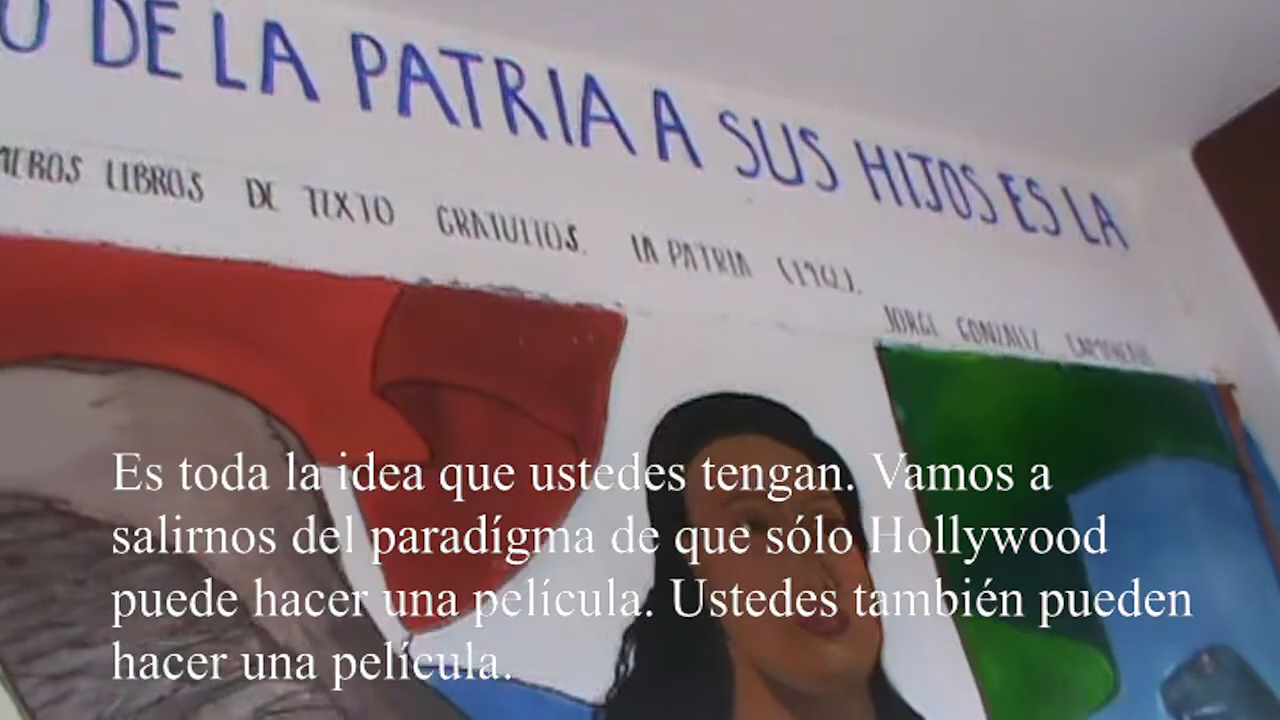 DE LA PATRIA A SUS HIJOS ES LA
LIBROS DE TEXTO GRATUITOS. LA PATRIA
JORGE GONZALEZ
Es toda la idea que ustedes tengan. Vamos a
salirnos del paradígma de que sólo Hollywood
puede hacer una película. Ustedes también pueden
hacer una película.